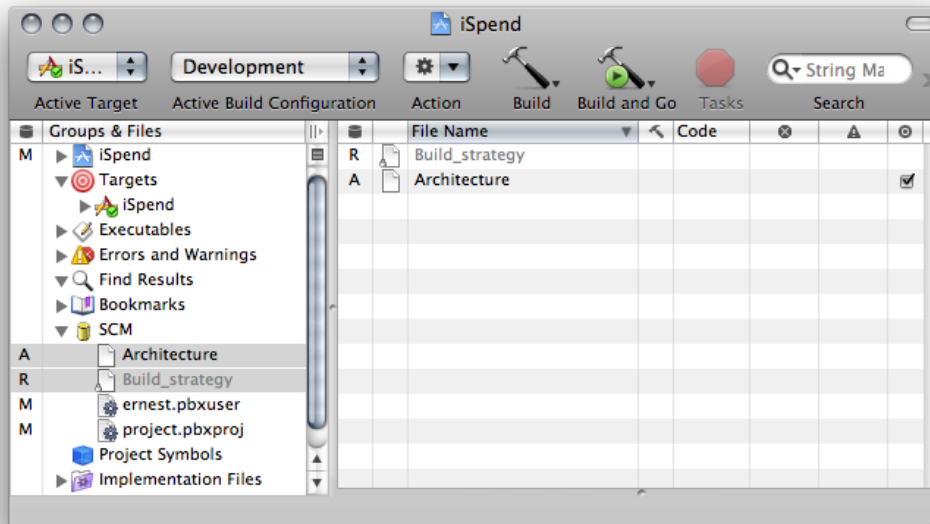 iSpend
iS... Development String Ma
Active Target Active Build Configuration Action Build Build and Go Tasks Search
Groups & Files File Name Code
M iSpend R Build_strategy
Targets A Architecture
iSpend
Executables
Errors and Warnings
Find Results
Bookmarks
SCM
A Architecture
R Build_strategy
M ernest.pbxuser
M project.pbxproj
Project Symbols
Implementation Files